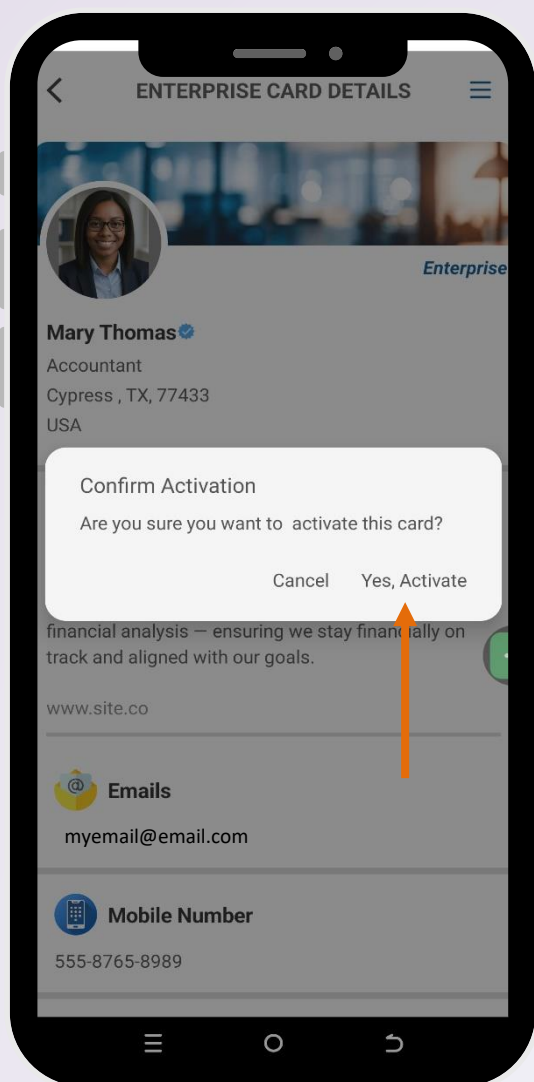 ENTERPRISE CARD DETAILS
Enterprise
Mary Thomas
Accountant
Cypress , TX, 77433
USA
Confirm Activation
Are you sure you want to  activate this card?
Cancel Yes, Activate
financial analysis — ensuring we stay financially on
track and aligned with our goals.
www.site.co
@
Emails
myemail@email.com
Mobile Number
555-8765-8989